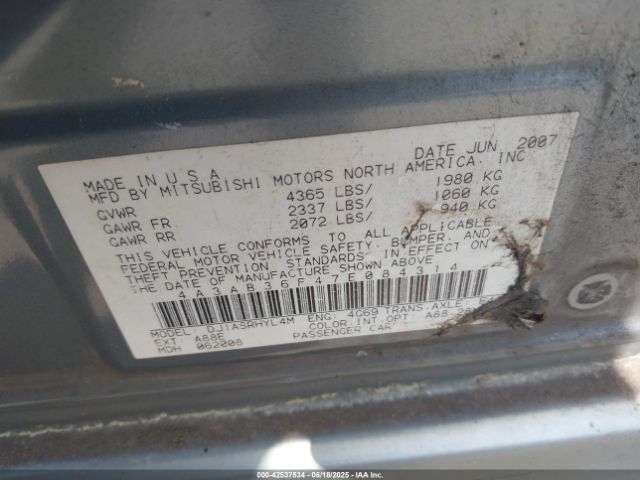 MADE IN U.S.A. DATE JUN, 2007
MFD BY MITSUBISHI MOTORS NORTH AMERICA, INC
GVWR 4365 LBS/ 1980 KG
GAWR FR. 2337 LBS/ 1060 KG
GAWR RR 2072 LBS/ 940 KG
THIS VEHICLE CONFORMS TO ALL APPLICABLE
FEDERAL MOTOR VEHICLE SAFETY, BUMPER, AND
THEFT PREVENTION STANDARDS IN EFFECT ON
THE DATE OF MANUFACTURE SHOWN ABOVE.
4A3AB36F47E084314
MODEL DJ1ASRHYL4M ENG: 4G69 TRANS AXLE
EXT: A88E COLOR.INT.OPT: A88
MDH 062008 PASSENGER CAR
000-42537534 - 06/18/2025 - IAAI.COM